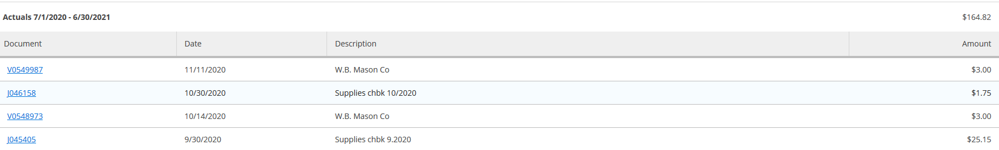 Actuals 7/1/2020 - 6/30/2021 $164.82
Document Date Description Amount
V0549987 11/11/2020 W.B. Mason Co $3.00
J046158 10/30/2020 Supplies chbk 10/2020 $1.75
V0548973 10/14/2020 W.B. Mason Co $3.00
J045405 9/30/2020 Supplies chbk 9.2020 $25.15